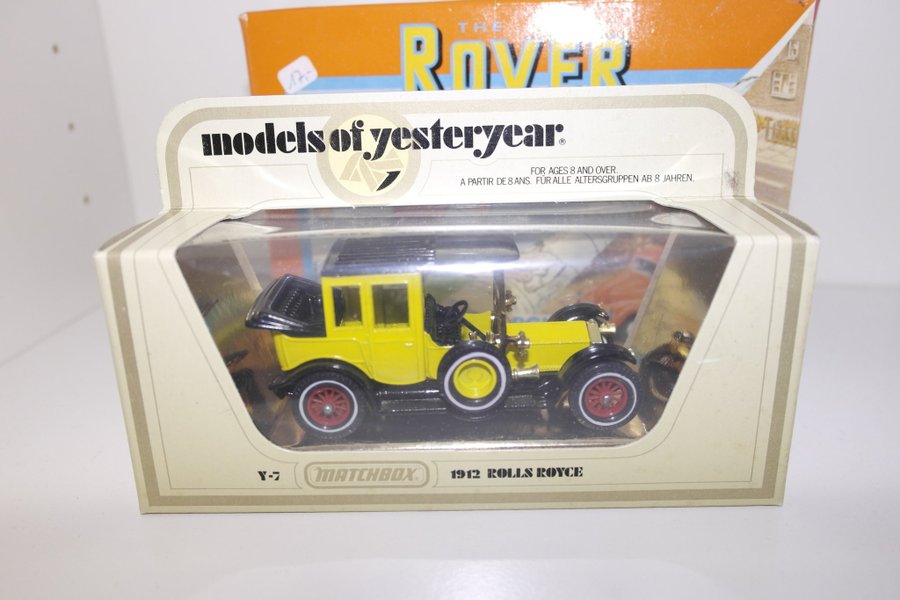 THE
ROVER
17,-
models of yesteryear®
FOR AGES 8 AND OVER.
A PARTIR DE 8 ANS. FÜR ALLE ALTERSGRUPPEN AB 8 JAHREN.
Y-7 MATCHBOX® 1912 ROLLS ROYCE